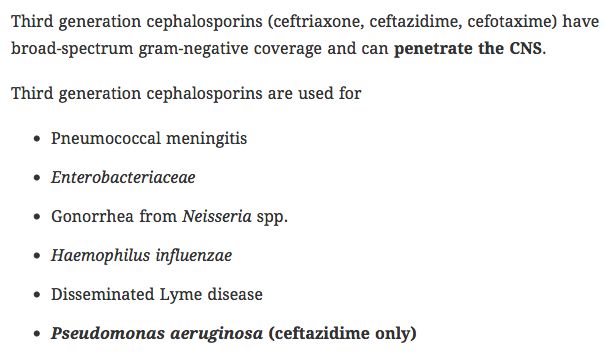 Third generation cephalosporins (ceftriaxone, ceftazidime, cefotaxime) have
broad-spectrum gram-negative coverage and can penetrate the CNS.
Third generation cephalosporins are used for
• Pneumococcal meningitis
• Enterobacteriaceae
• Gonorrhea from Neisseria spp.
• Haemophilus influenzae
• Disseminated Lyme disease
• Pseudomonas aeruginosa (ceftazidime only)